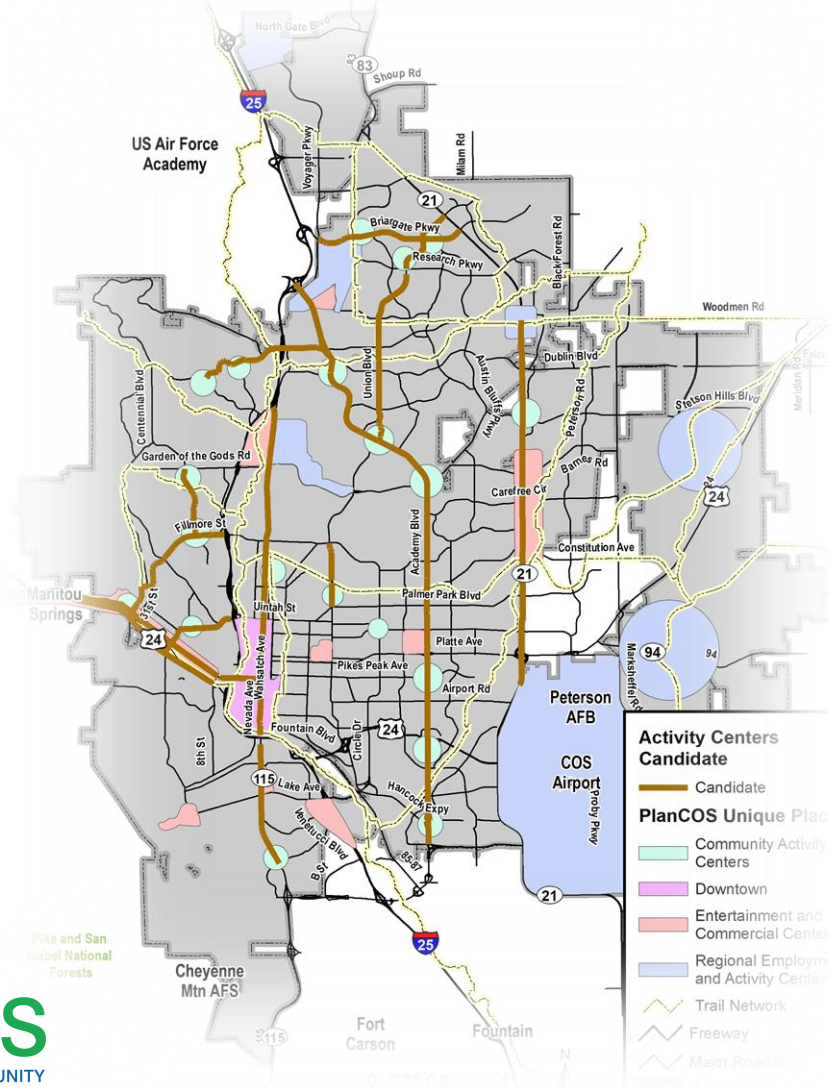 North Gate Blvd
83
83
Shoup Rd
25
US Air Force
Academy
Voyager Pkwy
Milam Rd
21
Briargate Pkwy
Research Pkwy
Black Forest Rd
Woodmen Rd
Union Blvd
Austin Bluffs Pkwy
Dublin Blvd
Meridian Rd
Centennial Blvd
Peterson Rd
Stetson Hills Blvd
Garden of the Gods Rd
Barnes Rd
24
24
Carefree Cir
Fillmore St
Academy Blvd
Constitution Ave
21
Manitou
Springs
31st St
Palmer Park Blvd
Uintah St
24
Platte Ave
94
94
Pikes Peak Ave
Nevada Ave
Wahsatch Ave
Airport Rd
Marksheffel Rd
Peterson
AFB
8th St
Fountain Blvd
Circle Dr
24
COS
Airport
115
Lake Ave
Hancock Expy
Proby Pkwy
Venetucci Blvd
B St
85-87
21
25
Pike and San
Isabel National
Forests
Cheyenne
Mtn AFS
115
Fort
Carson
Fountain
N
S
UNITY
Activity Centers
Candidate
Candidate
PlanCOS Unique Plac
Community Activity
Centers
Downtown
Entertainment and
Commercial Cente
Regional Employm
and Activity Center
Trail Network
Freeway
Major Roadway